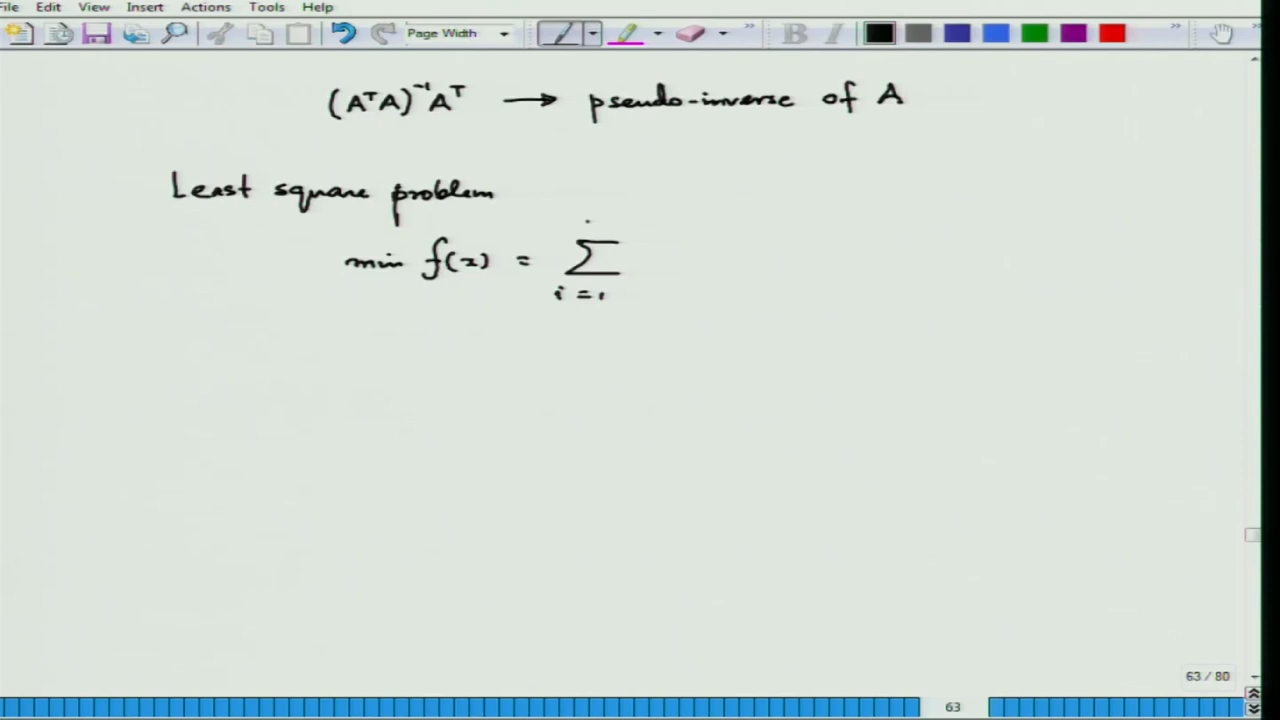 File Edit View Insert Actions Tools Help
Page Width
(AᵀA)⁻¹Aᵀ → pseudo-inverse of A
Least square problem
min f(x) = Σ
i = 1
63 / 80
63